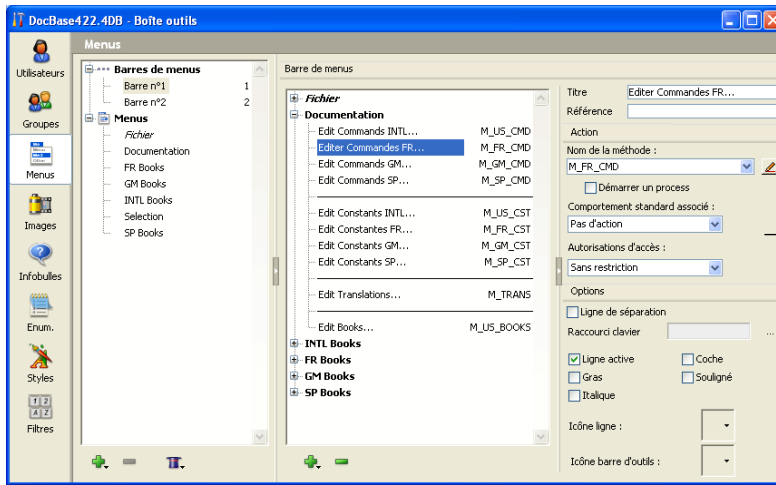 DocBase422.4DB - Boîte outils
Menus
Utilisateurs
Groupes
Menus
Images
Infobulles
Enum.
Styles
Filtres
Barres de menus
Barre n°1 1
Barre n°2 2
Menus
Fichier
Documentation
FR Books
GM Books
INTL Books
Selection
SP Books
Barre de menus
Fichier
Documentation
Edit Commands INTL... M_US_CMD
Editer Commandes FR... M_FR_CMD
Edit Commands GM... M_GM_CMD
Edit Commands SP... M_SP_CMD
Edit Constants INTL... M_US_CST
Edit Constantes FR... M_FR_CST
Edit Constants GM... M_GM_CST
Edit Constants SP... M_SP_CST
Edit Translations... M_TRANS
Edit Books... M_US_BOOKS
INTL Books
FR Books
GM Books
SP Books
Titre Editer Commandes FR...
Référence
Action
Nom de la méthode :
M_FR_CMD
Démarrer un process
Comportement standard associé :
Pas d'action
Autorisations d'accès :
Sans restriction
Options
Ligne de séparation
Raccourci clavier ...
Ligne active Coche
Gras Souligné
Italique
Icône ligne :
Icône barre d'outils :